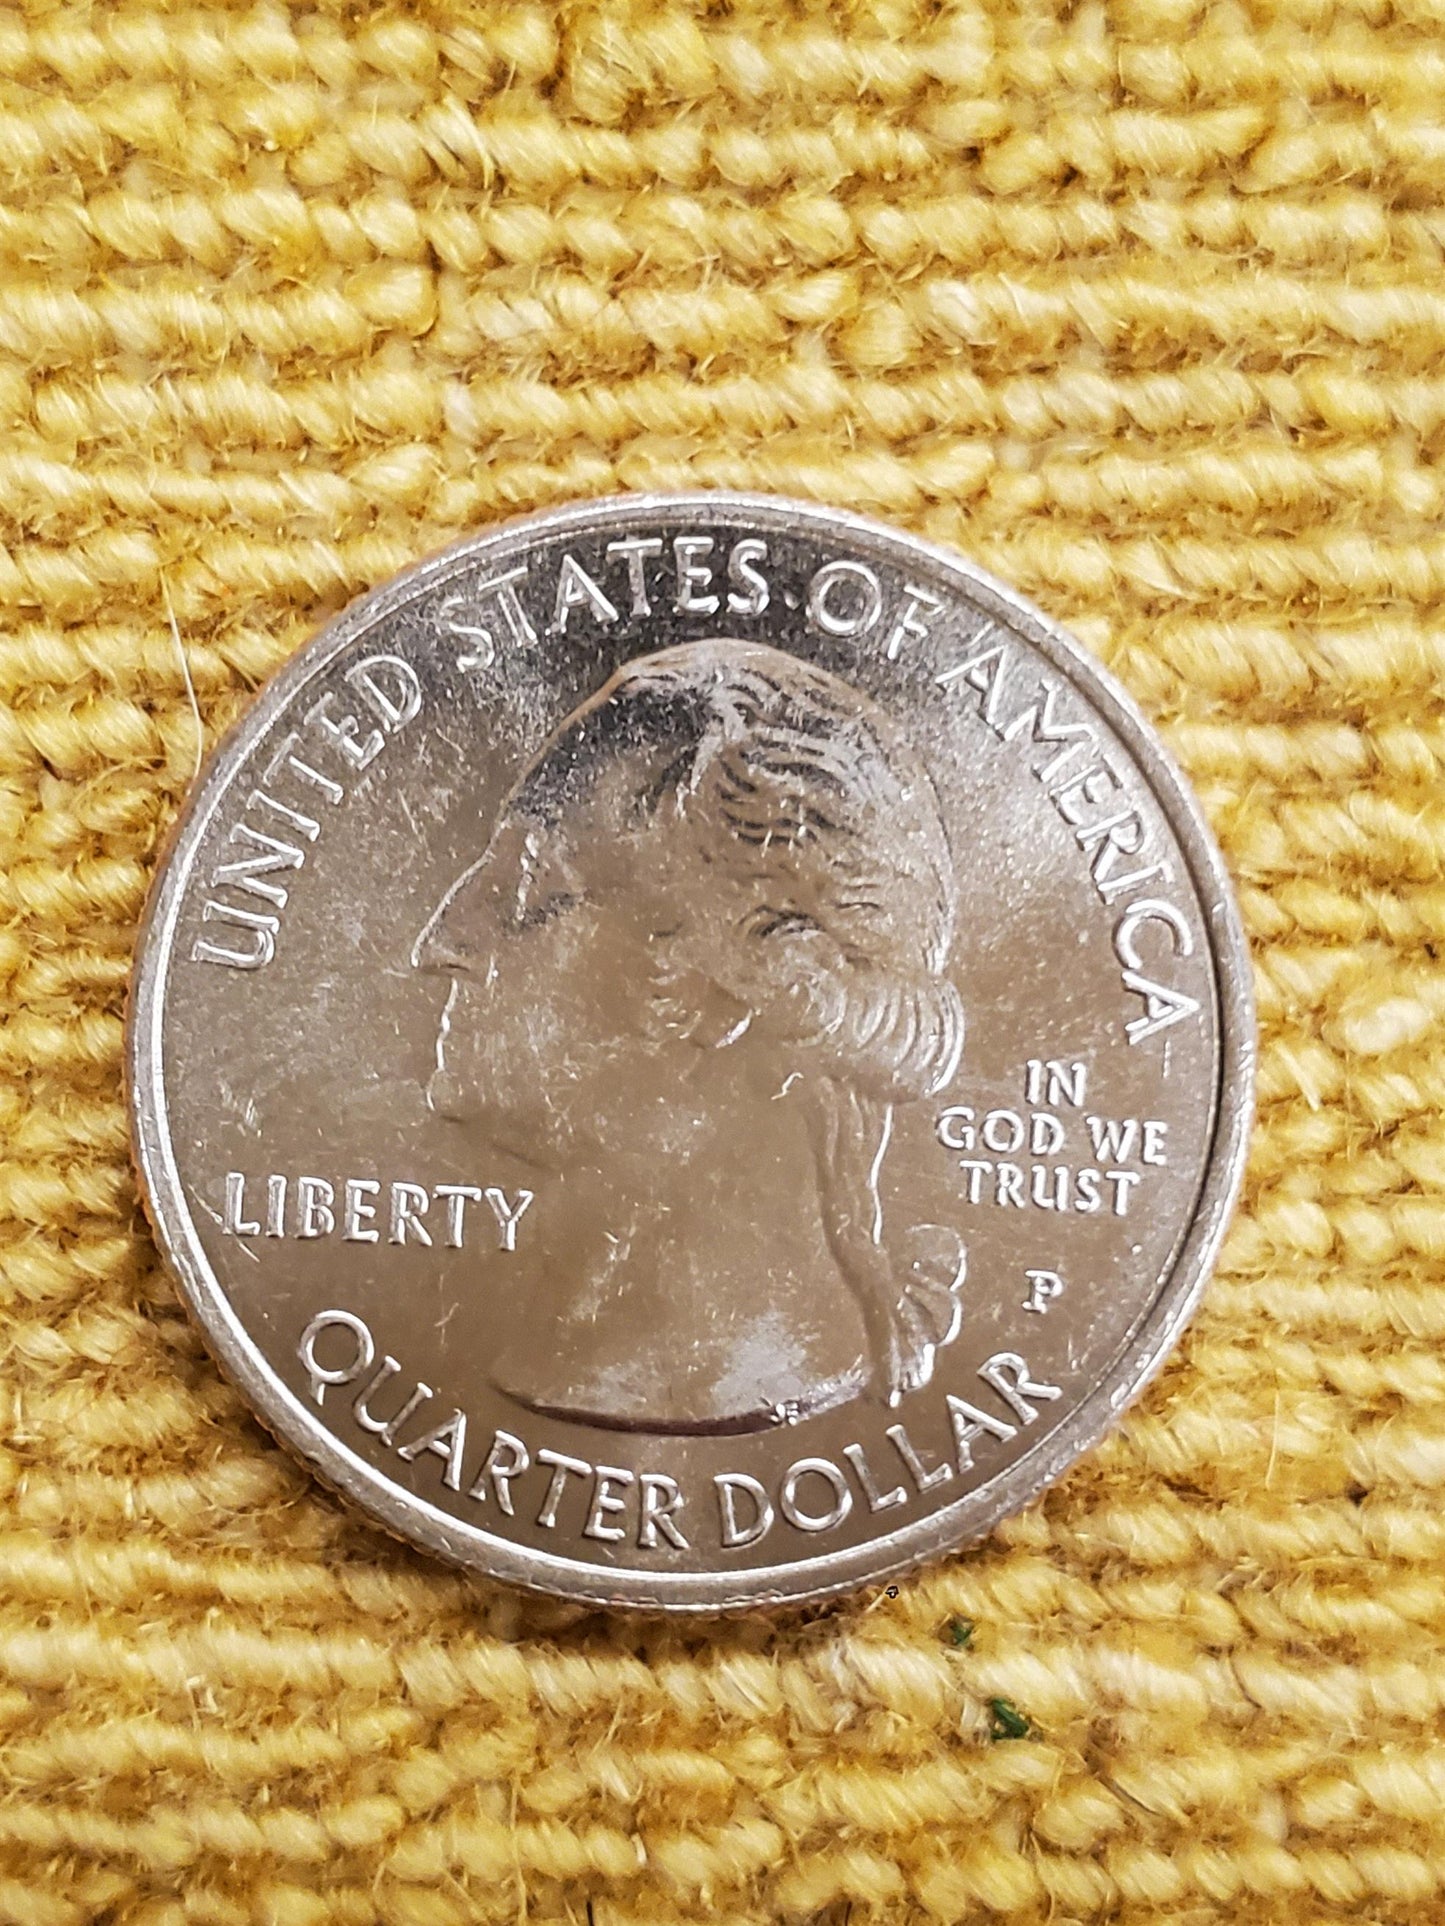 UNITED STATES OF AMERICA
LIBERTY
IN
GOD WE
TRUST
P
QUARTER DOLLAR